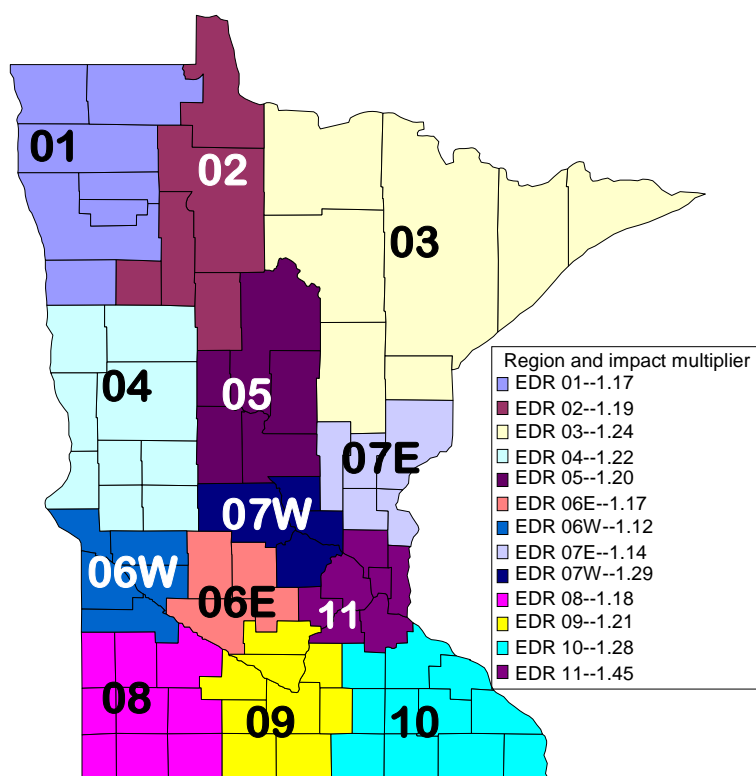 01
02
03
04
05
07E
07W
06W
06E
11
08
09
10
Region and impact multiplier
EDR 01--1.17
EDR 02--1.19
EDR 03--1.24
EDR 04--1.22
EDR 05--1.20
EDR 06E--1.17
EDR 06W--1.12
EDR 07E--1.14
EDR 07W--1.29
EDR 08--1.18
EDR 09--1.21
EDR 10--1.28
EDR 11--1.45